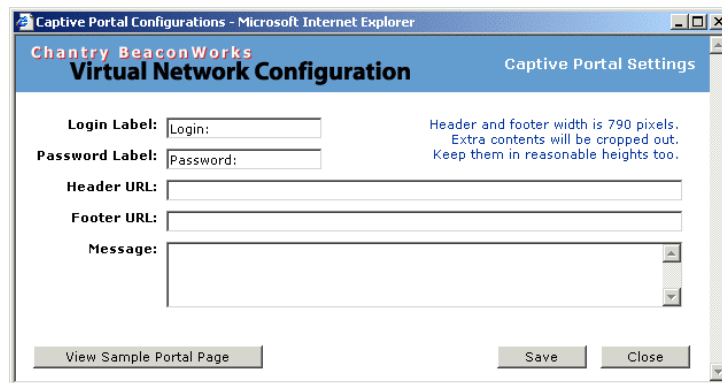 Captive Portal Configurations - Microsoft Internet Explorer
Chantry BeaconWorks
Virtual Network Configuration
Captive Portal Settings
Login Label: Login:
Header and footer width is 790 pixels.
Extra contents will be cropped out.
Password Label: Password:
Keep them in reasonable heights too.
Header URL:
Footer URL:
Message:
View Sample Portal Page Save Close